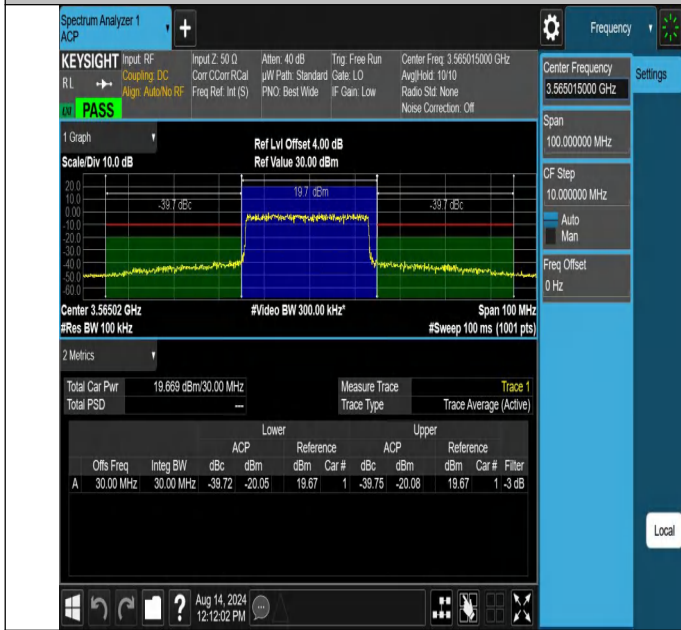 Spectrum Analyzer 1
ACP
+
Frequency
KEYSIGHT
Input: RF
Coupling: DC
Align: Auto/No RF
Input Z: 50 Ω
Corr CCorr RCal
Freq Ref: Int (S)
Atten: 40 dB
µW Path: Standard
PNO: Best Wide
Trig: Free Run
Gate: LO
IF Gain: Low
Center Freq: 3.565015000 GHz
Avg|Hold: 10/10
Radio Std: None
Noise Correction: Off
RL
LXI
PASS
Center Frequency
3.565015000 GHz
Settings
Span
100.000000 MHz
CF Step
10.000000 MHz
Auto
Man
Freq Offset
0 Hz
1 Graph
Scale/Div 10.0 dB
Ref Lvl Offset 4.00 dB
Ref Value 30.00 dBm
20.0
10.0
0.00
-10.0
-20.0
-30.0
-40.0
-50.0
-60.0
-39.7 dBc
19.7 dBm
-39.7 dBc
Center 3.56502 GHz
#Video BW 300.00 kHz*
Span 100 MHz
#Res BW 100 kHz
#Sweep 100 ms (1001 pts)
2 Metrics
Total Car Pwr 19.669 dBm/30.00 MHz
Measure Trace Trace 1
Total PSD ---
Trace Type Trace Average (Active)
Lower Upper
ACP Reference ACP Reference
Offs Freq Integ BW dBc dBm dBm Car # dBc dBm dBm Car # Filter
A 30.00 MHz 30.00 MHz -39.72 -20.05 19.67 1 -39.75 -20.08 19.67 1 -3 dB
Local
?
Aug 14, 2024
12:12:02 PM